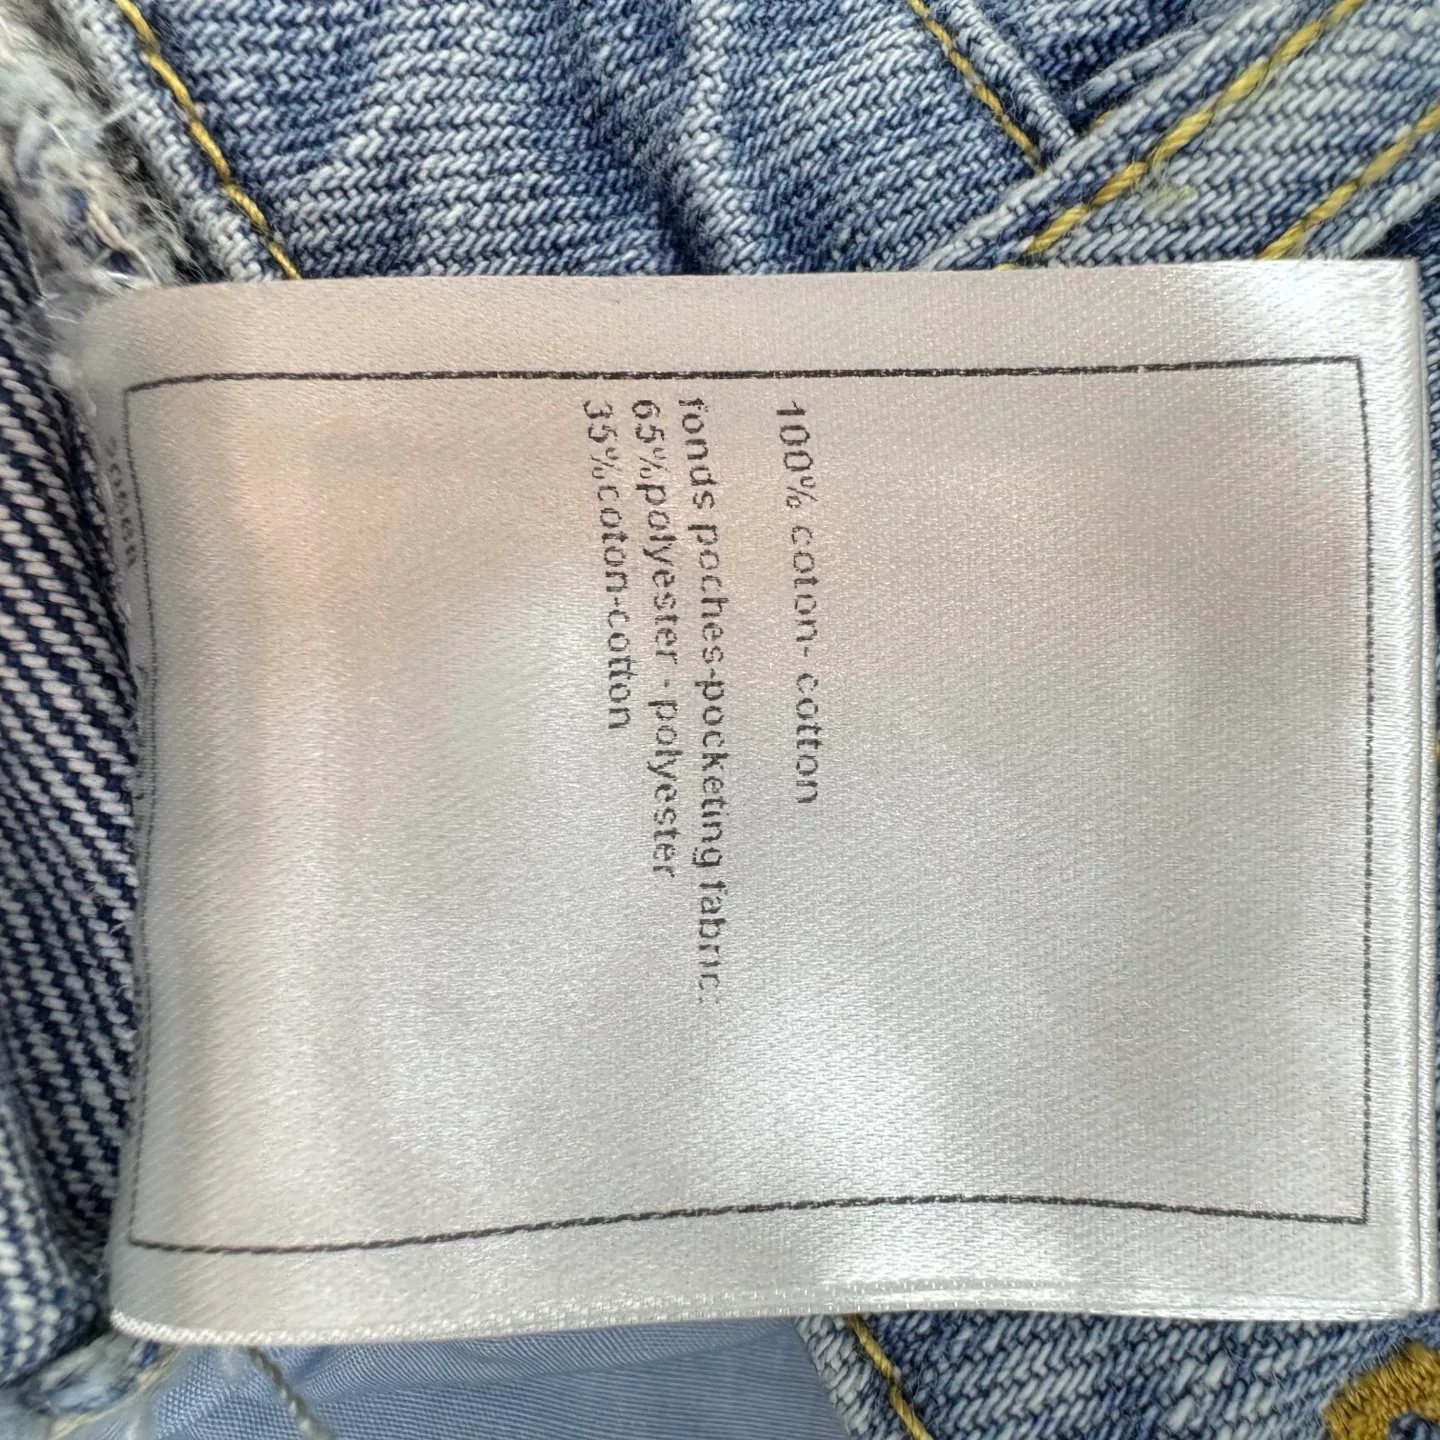 100% coton- cotton
fonds poches-pocketing fabric:
65%polyester - polyester
35%coton-cotton